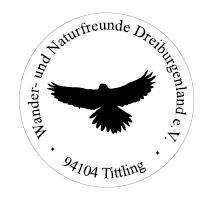 Wander- und Naturfreunde Dreiburgenland e.V.
94104 Tittling